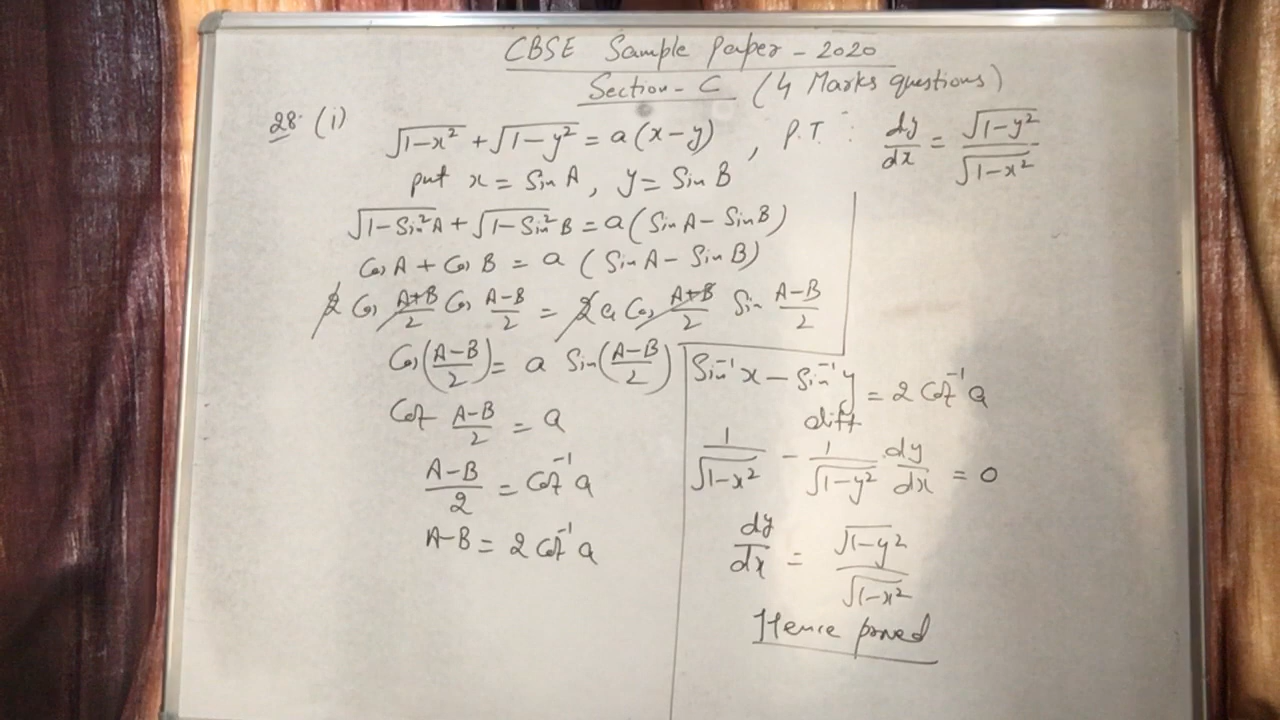 CBSE Sample Paper - 2020
Section - C (4 Marks questions)
28. (i) √1-x² + √1-y² = a(x-y), P.T : dy/dx = √1-y²/√1-x²
put x = Sin A, y = Sin B
√1-Sin²A + √1-Sin²B = a(Sin A - Sin B)
Cos A + Cos B = a (Sin A - Sin B)
2 Cos A+B/2 Cos A-B/2 = 2 a Cos A+B/2 Sin A-B/2
Cos(A-B/2) = a Sin(A-B/2)
Cot A-B/2 = a
A-B/2 = Cot⁻¹ a
A-B = 2 Cot⁻¹ a
Sin⁻¹x - Sin⁻¹y = 2 Cot⁻¹ a
diff
1/√1-x² - 1/√1-y² dy/dx = 0
dy/dx = √1-y²/√1-x²
Hence proved